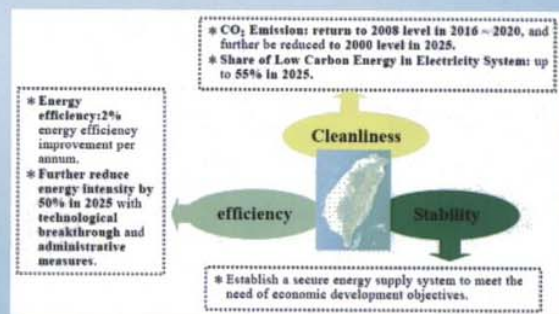 * CO₂ Emission: return to 2008 level in 2016 ~ 2020, and
further be reduced to 2000 level in 2025.
* Share of Low Carbon Energy in Electricity System: up
to 55% in 2025.
* Energy
efficiency:2%
energy efficiency
improvement per
annum.
* Further reduce
energy intensity by
50% in 2025 with
technological
breakthrough and
administrative
measures.
Cleanliness
efficiency
Stability
* Establish a secure energy supply system to meet the
need of economic development objectives.